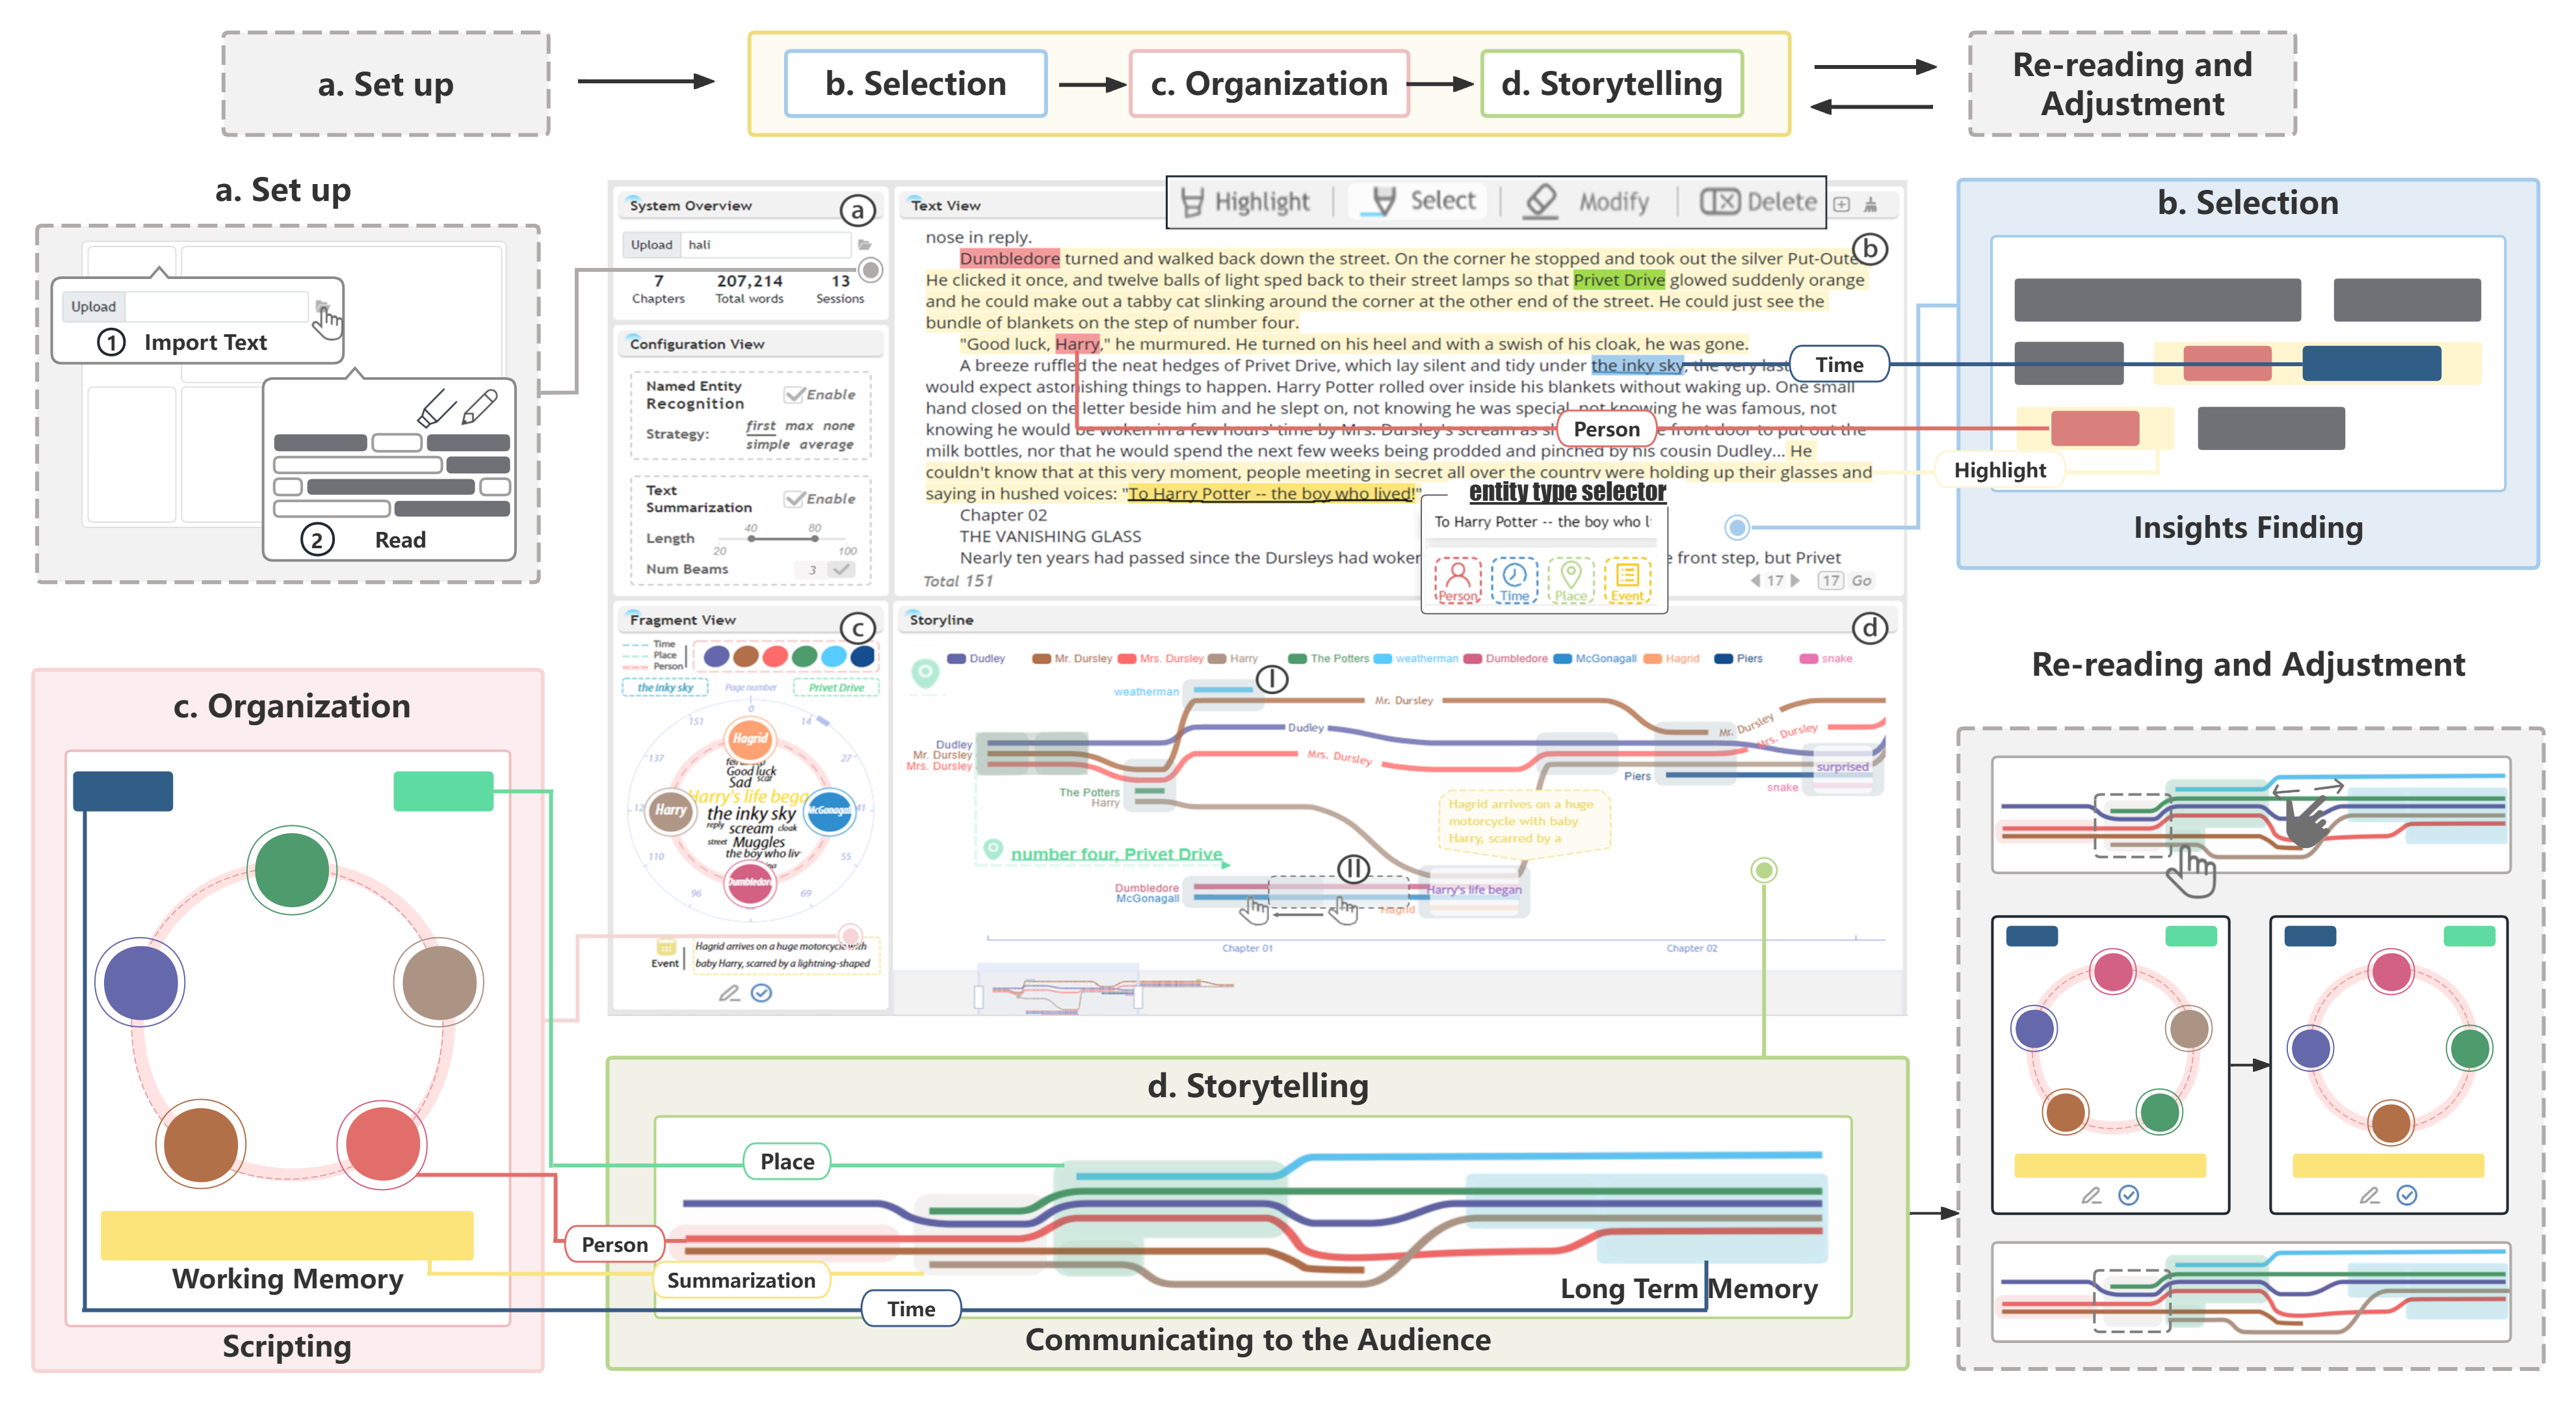 a. Set up
b. Selection
c. Organization
d. Storytelling
Re-reading and
Adjustment
a. Set up
Upload
1 Import Text
2 Read
System Overview
a
Upload hali
7 207,214 13
Chapters Total words Sessions
Configuration View
Named Entity
Recognition
Enable
Strategy:
first max none
simple average
Text
Summarization
Enable
Length
40 80
20 100
Num Beams 3
Text View
Highlight Select Modify Delete
b
nose in reply.
Dumbledore turned and walked back down the street. On the corner he stopped and took out the silver Put-Oute
He clicked it once, and twelve balls of light sped back to their street lamps so that Privet Drive glowed suddenly orange
and he could make out a tabby cat slinking around the corner at the other end of the street. He could just see the
bundle of blankets on the step of number four.
"Good luck, Harry," he murmured. He turned on his heel and with a swish of his cloak, he was gone.
A breeze ruffled the neat hedges of Privet Drive, which lay silent and tidy under the inky sky, the very last
would expect astonishing things to happen. Harry Potter rolled over inside his blankets without waking up. One small
hand closed on the letter beside him and he slept on, not knowing he was special, not knowing he was famous, not
knowing he would be woken in a few hours' time by Mrs. Dursley's scream as front door to put out the
milk bottles, nor that he would spend the next few weeks being prodded and pinched by his cousin Dudley... He
couldn't know that at this very moment, people meeting in secret all over the country were holding up their glasses and
saying in hushed voices: "To Harry Potter -- the boy who lived!"
Chapter 02
THE VANISHING GLASS
Nearly ten years had passed since the Dursleys had woken front step, but Privet
Total 151
17
17 Go
entity type selector
To Harry Potter -- the boy who l
Person Time Place Event
Time
Person
Highlight
b. Selection
Insights Finding
Fragment View
c
Time
Place
Person
the inky sky
Page number
Privet Drive
0
14
27
41
55
69
96
110
12
137
151
Hagrid
Harry
McGonagall
Dumbledore
Good luck
Sad scar
Harry's life bega
the inky sky
reply scream cloak
street Muggles
the boy who liv
Event
Hagrid arrives on a huge motorcycle with
baby Harry, scarred by a lightning-shaped
Storyline
d
Dudley Mr. Dursley Mrs. Dursley Harry The Potters weatherman Dumbledore McGonagall Hagrid Piers snake
I
weatherman
Mr. Dursley
Dudley
Mrs. Dursley
Dudley
Mr. Dursley
Mrs. Dursley
Mr. Dursley
Mrs. Dursley
surprised
Piers
snake
The Potters
Harry
Hagrid arrives on a huge
motorcycle with baby
Harry, scarred by a
number four, Privet Drive
II
Dumbledore
McGonagall
Harry's life began
Hagrid
Chapter 01
Chapter 02
c. Organization
Working Memory
Scripting
d. Storytelling
Place
Person
Summarization
Time
Long Term Memory
Communicating to the Audience
Re-reading and Adjustment